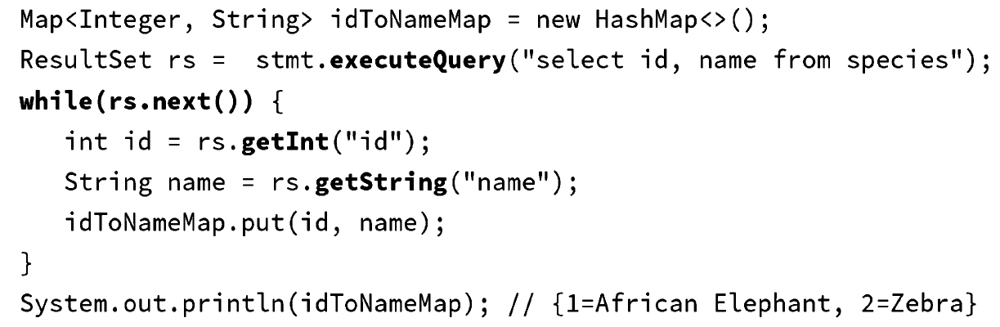 Map<Integer, String> idToNameMap = new HashMap<>();
ResultSet rs =  stmt.executeQuery("select id, name from species");
while(rs.next()) {
   int id = rs.getInt("id");
   String name = rs.getString("name");
   idToNameMap.put(id, name);
}
System.out.println(idToNameMap); // {1=African Elephant, 2=Zebra}